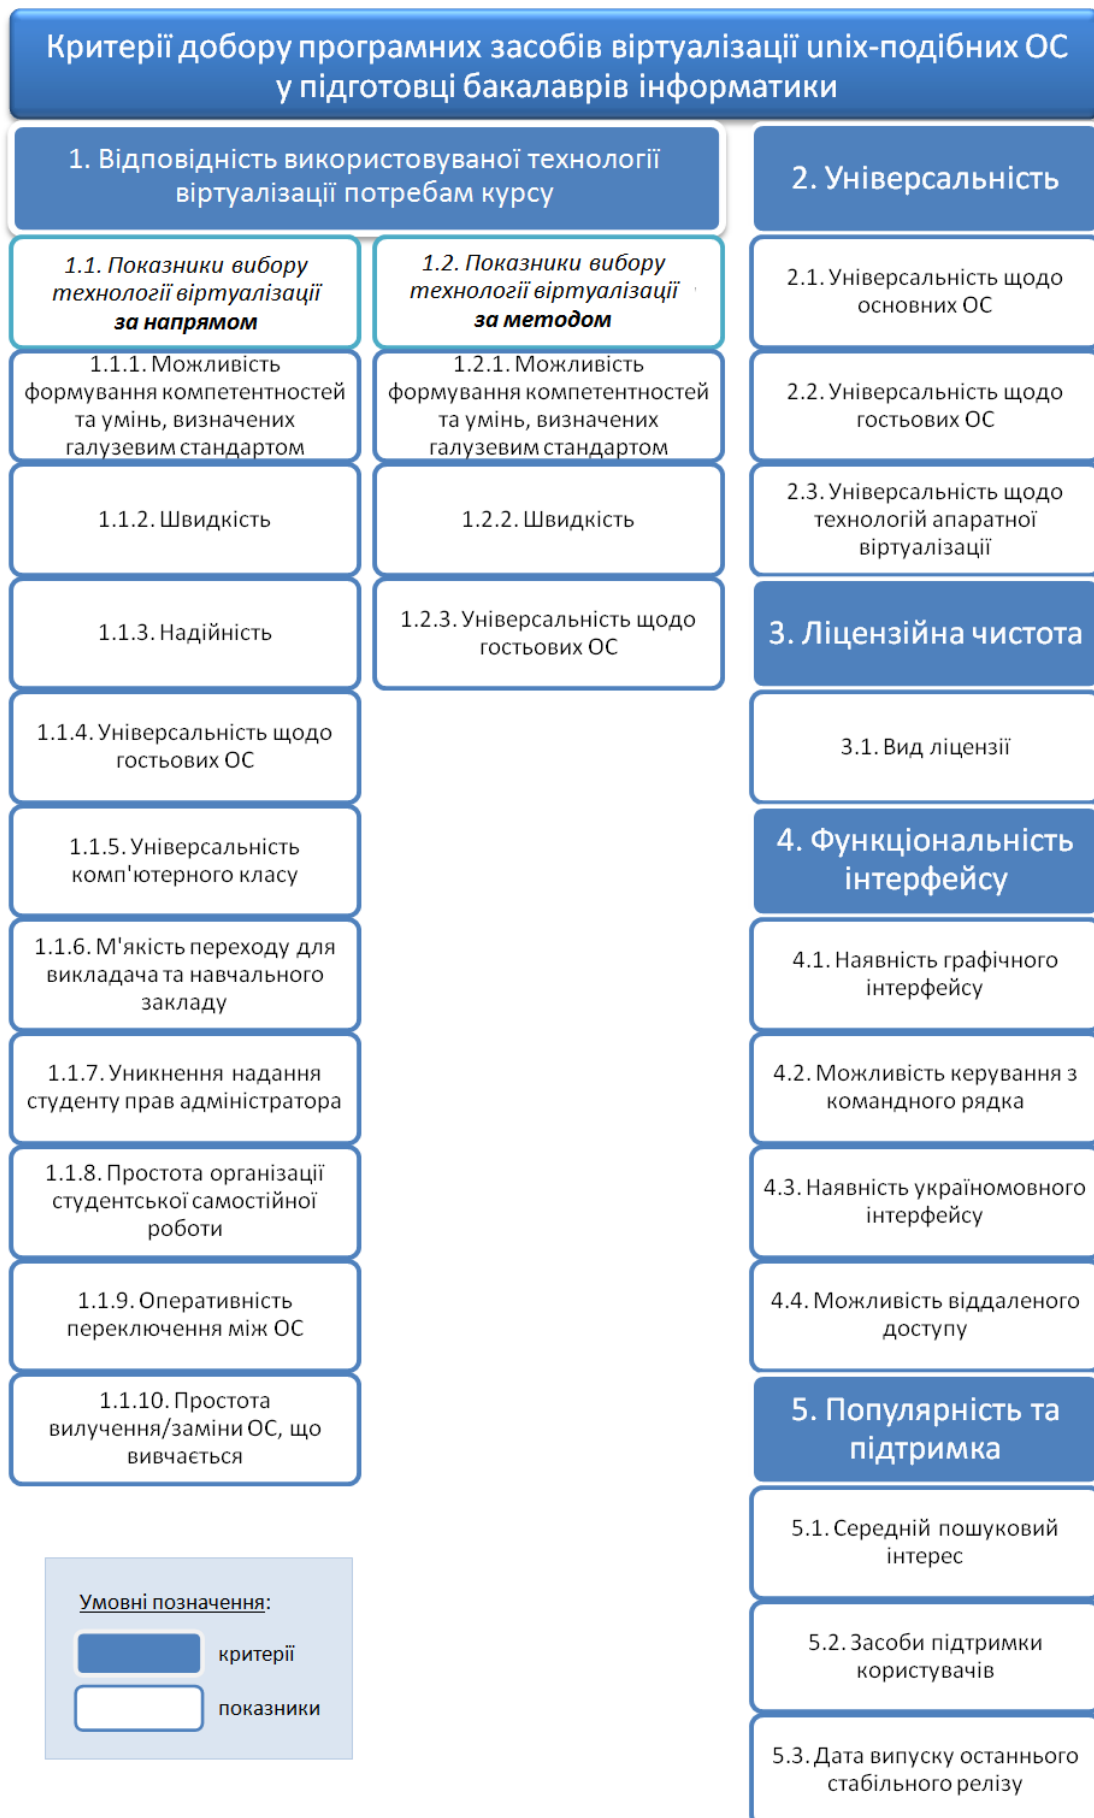 Критерії добору програмних засобів віртуалізації unix-подібних ОС
у підготовці бакалаврів інформатики
1. Відповідність використовуваної технології
віртуалізації потребам курсу
1.1. Показники вибору
технології віртуалізації
за напрямом
1.1.1. Можливість
формування компетентностей
та умінь, визначених
галузевим стандартом
1.1.2. Швидкість
1.1.3. Надійність
1.1.4. Універсальність щодо
гостьових ОС
1.1.5. Універсальність
комп'ютерного класу
1.1.6. М'якість переходу для
викладача та навчального
закладу
1.1.7. Уникнення надання
студенту прав адміністратора
1.1.8. Простота організації
студентської самостійної
роботи
1.1.9. Оперативність
переключення між ОС
1.1.10. Простота
вилучення/заміни ОС, що
вивчається
1.2. Показники вибору
технології віртуалізації
за методом
1.2.1. Можливість
формування компетентностей
та умінь, визначених
галузевим стандартом
1.2.2. Швидкість
1.2.3. Універсальність щодо
гостьових ОС
2. Універсальність
2.1. Універсальність щодо
основних ОС
2.2. Універсальність щодо
гостьових ОС
2.3. Універсальність щодо
технологій апаратної
віртуалізації
3. Ліцензійна чистота
3.1. Вид ліцензії
4. Функціональність
інтерфейсу
4.1. Наявність графічного
інтерфейсу
4.2. Можливість керування з
командного рядка
4.3. Наявність україномовного
інтерфейсу
4.4. Можливість віддаленого
доступу
5. Популярність та
підтримка
5.1. Середній пошуковий
інтерес
5.2. Засоби підтримки
користувачів
5.3. Дата випуску останнього
стабільного релізу
Умовні позначення:
критерії
показники